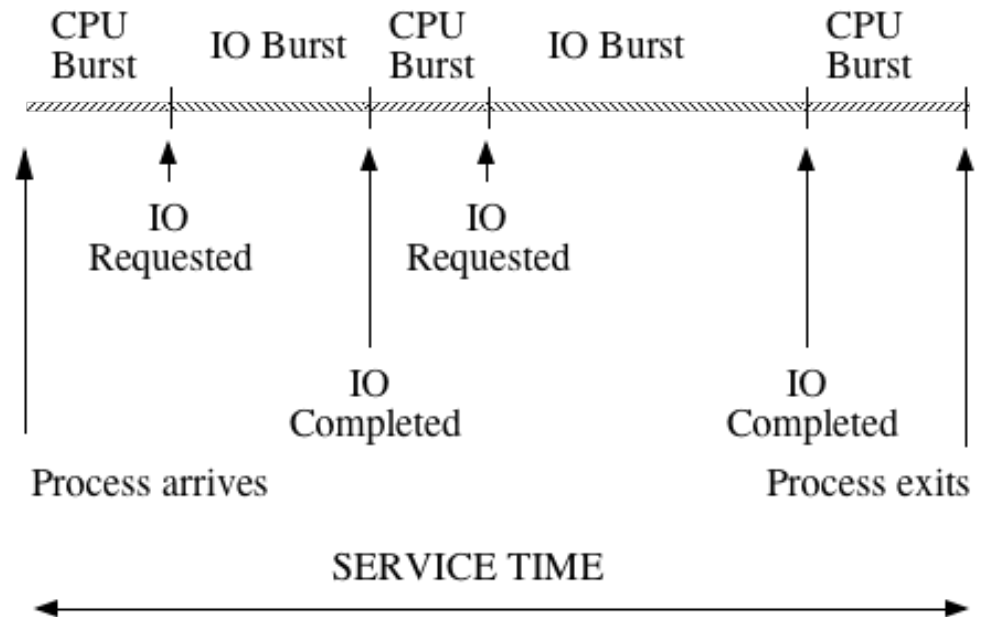 CPU
Burst
IO Burst
CPU
Burst
IO Burst
CPU
Burst
IO
Requested
IO
Requested
IO
Completed
IO
Completed
Process arrives
Process exits
SERVICE TIME